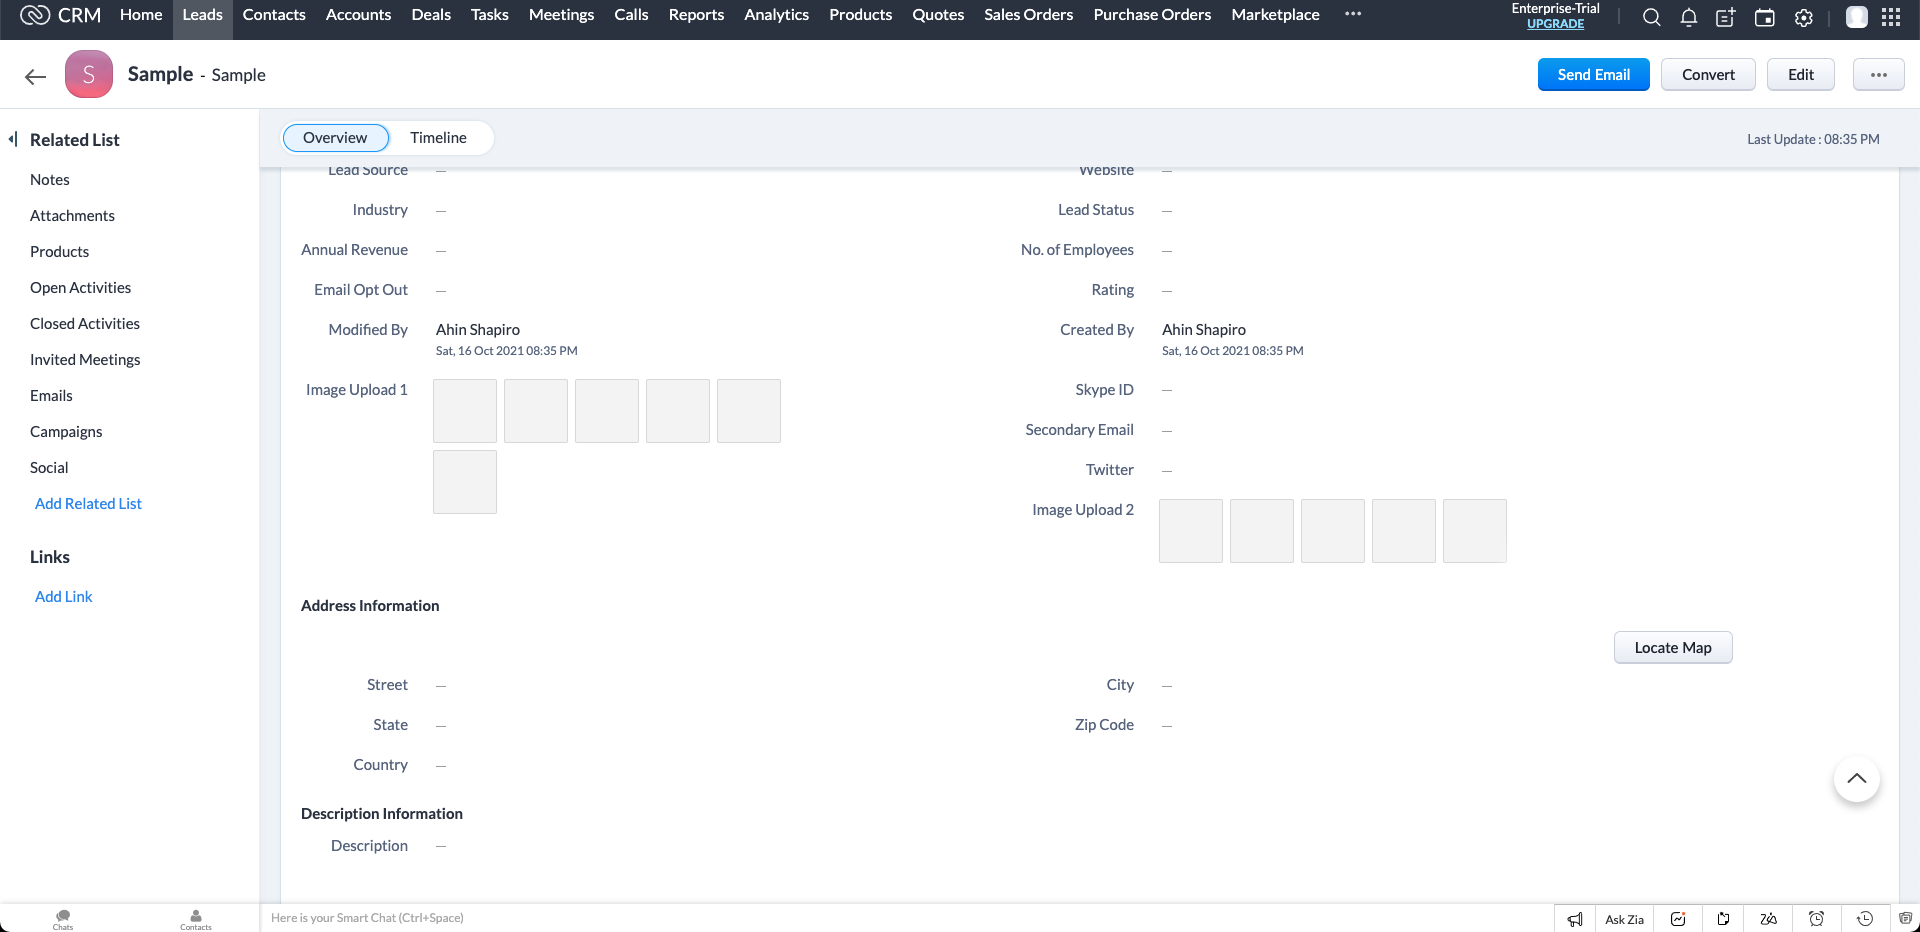 CRM Home Leads Contacts Accounts Deals Tasks Meetings Calls Reports Analytics Products Quotes Sales Orders Purchase Orders Marketplace ... Enterprise-Trial
UPGRADE
S Sample - Sample Send Email Convert Edit ...
Related List Overview Timeline Last Update : 08:35 PM
Notes
Attachments
Products
Open Activities
Closed Activities
Invited Meetings
Emails
Campaigns
Social
Add Related List
Links
Add Link
Lead Source — Website —
Industry — Lead Status —
Annual Revenue — No. of Employees —
Email Opt Out — Rating —
Modified By Ahin Shapiro Created By Ahin Shapiro
Sat, 16 Oct 2021 08:35 PM Sat, 16 Oct 2021 08:35 PM
Image Upload 1 Skype ID —
Secondary Email —
Twitter —
Image Upload 2
Address Information
Locate Map
Street — City —
State — Zip Code —
Country —
Description Information
Description —
Chats Contacts Here is your Smart Chat (Ctrl+Space) Ask Zia